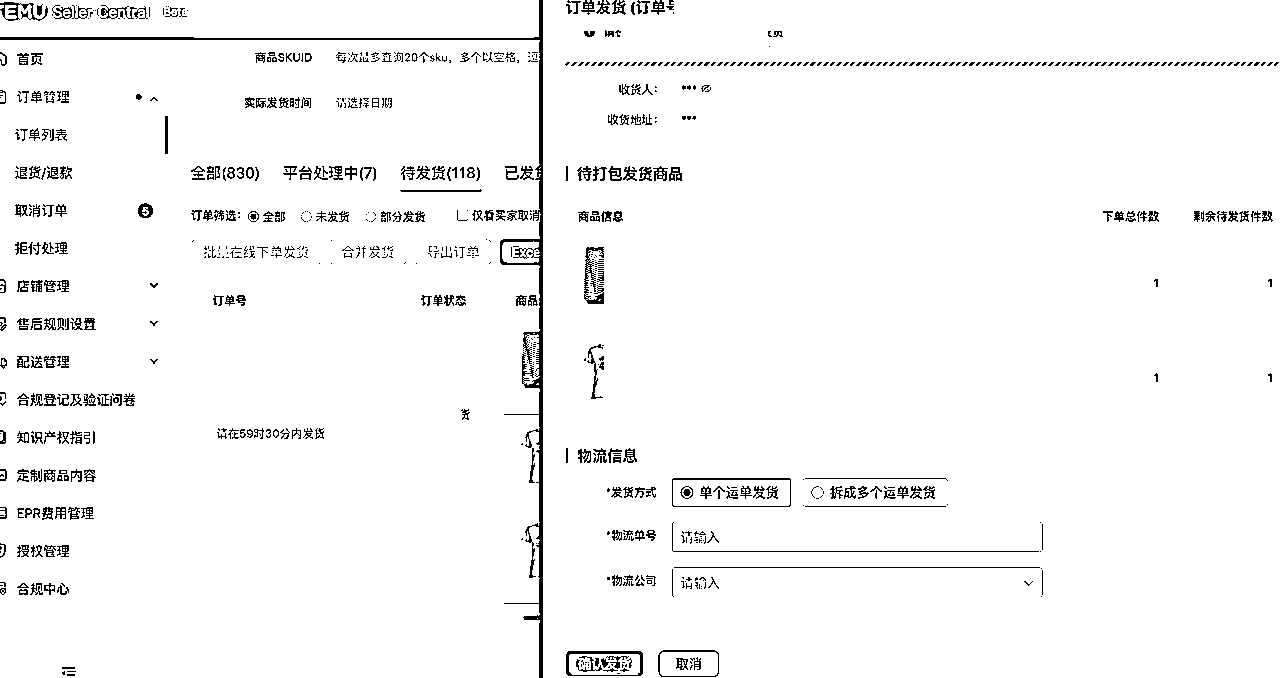 TEMU Seller Central Beta
首页
订单管理
订单列表
退货/退款
取消订单 5
拒付处理
店铺管理
售后规则设置
配送管理
合规登记及验证问卷
知识产权指引
定制商品内容
EPR费用管理
授权管理
合规中心
商品SKUID 每次最多查询20个sku，多个以空格，逗
实际发货时间 请选择日期
全部(830) 平台处理中(7) 待发货(118) 已发货
订单筛选： 全部 未发货 部分发货 仅看买家取消
批量在线下单发货 合并发货 导出订单 Exce
订单号 订单状态 商品
货
请在59时30分内发货
订单发货 (订单号
收货人： ***
收货地址： ***
待打包发货商品
商品信息 下单总件数 剩余待发货件数
1 1
1 1
物流信息
*发货方式 单个运单发货 拆成多个运单发货
*物流单号 请输入
*物流公司 请输入
确认发货 取消